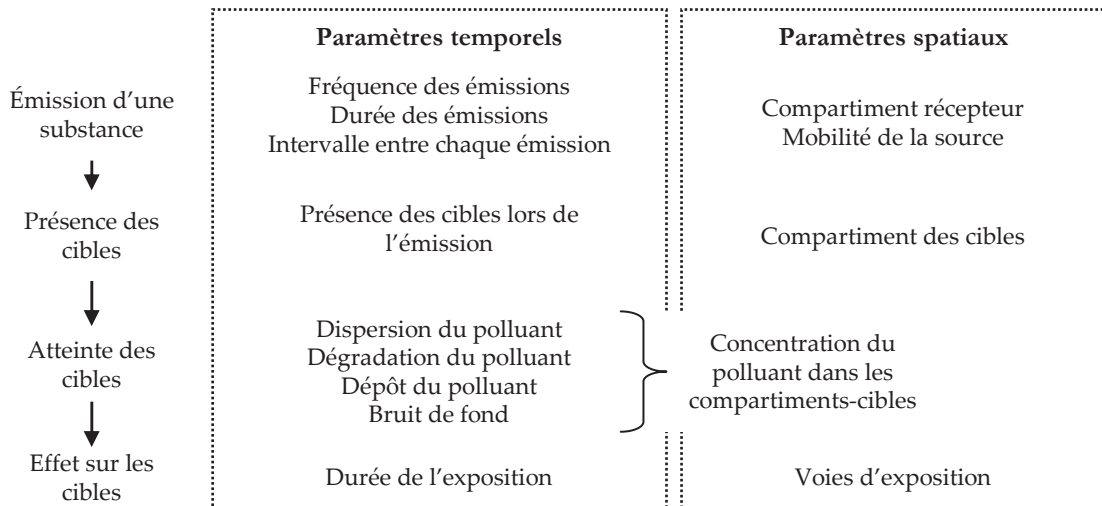 Paramètres temporels
Paramètres spatiaux
Émission d’une
substance
Fréquence des émissions
Durée des émissions
Intervalle entre chaque émission
Compartiment récepteur
Mobilité de la source
Présence des
cibles
Présence des cibles lors de
l’émission
Compartiment des cibles
Atteinte des
cibles
Dispersion du polluant
Dégradation du polluant
Dépôt du polluant
Bruit de fond
Concentration du
polluant dans les
compartiments-cibles
Effet sur les
cibles
Durée de l’exposition
Voies d’exposition